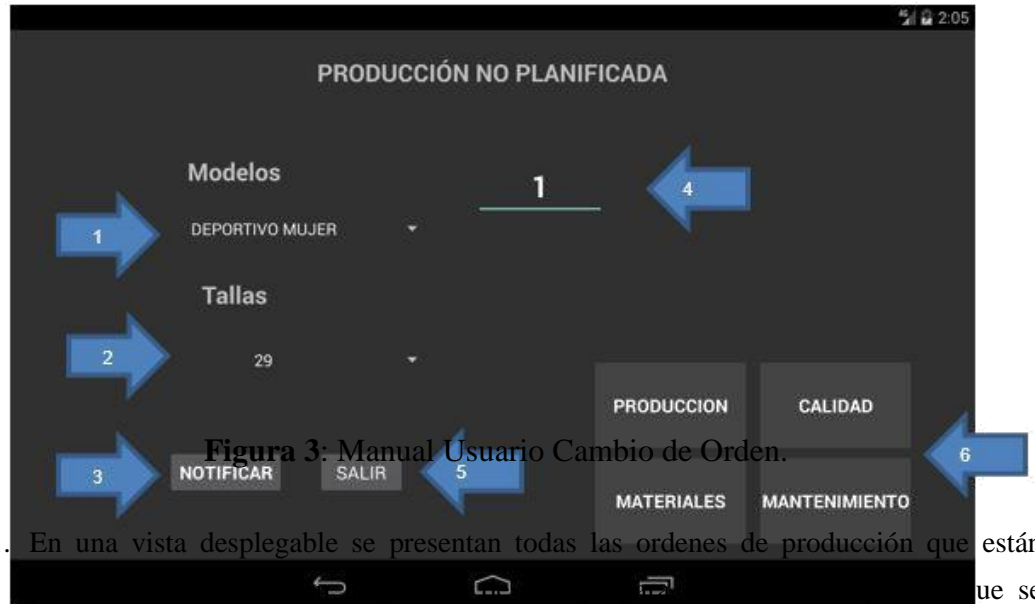 2:05
PRODUCCIÓN NO PLANIFICADA
Modelos
1
4
1
DEPORTIVO MUJER
Tallas
2
29
PRODUCCION
CALIDAD
Figura 3: Manual Usuario Cambio de Orden.
3
NOTIFICAR
SALIR
5
6
MATERIALES
MANTENIMIENTO
. En una vista desplegable se presentan todas las ordenes de producción que están
ue se